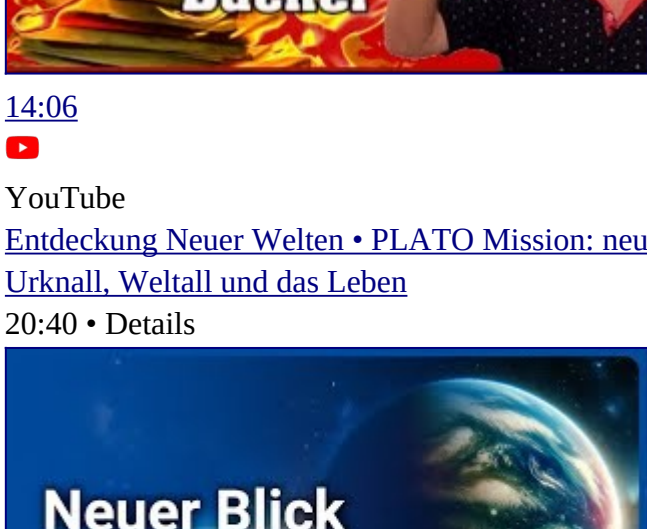 Bücher
14:06
YouTube
Entdeckung Neuer Welten • PLATO Mission: neu
Urknall, Weltall und das Leben
20:40 • Details
Neuer Blick